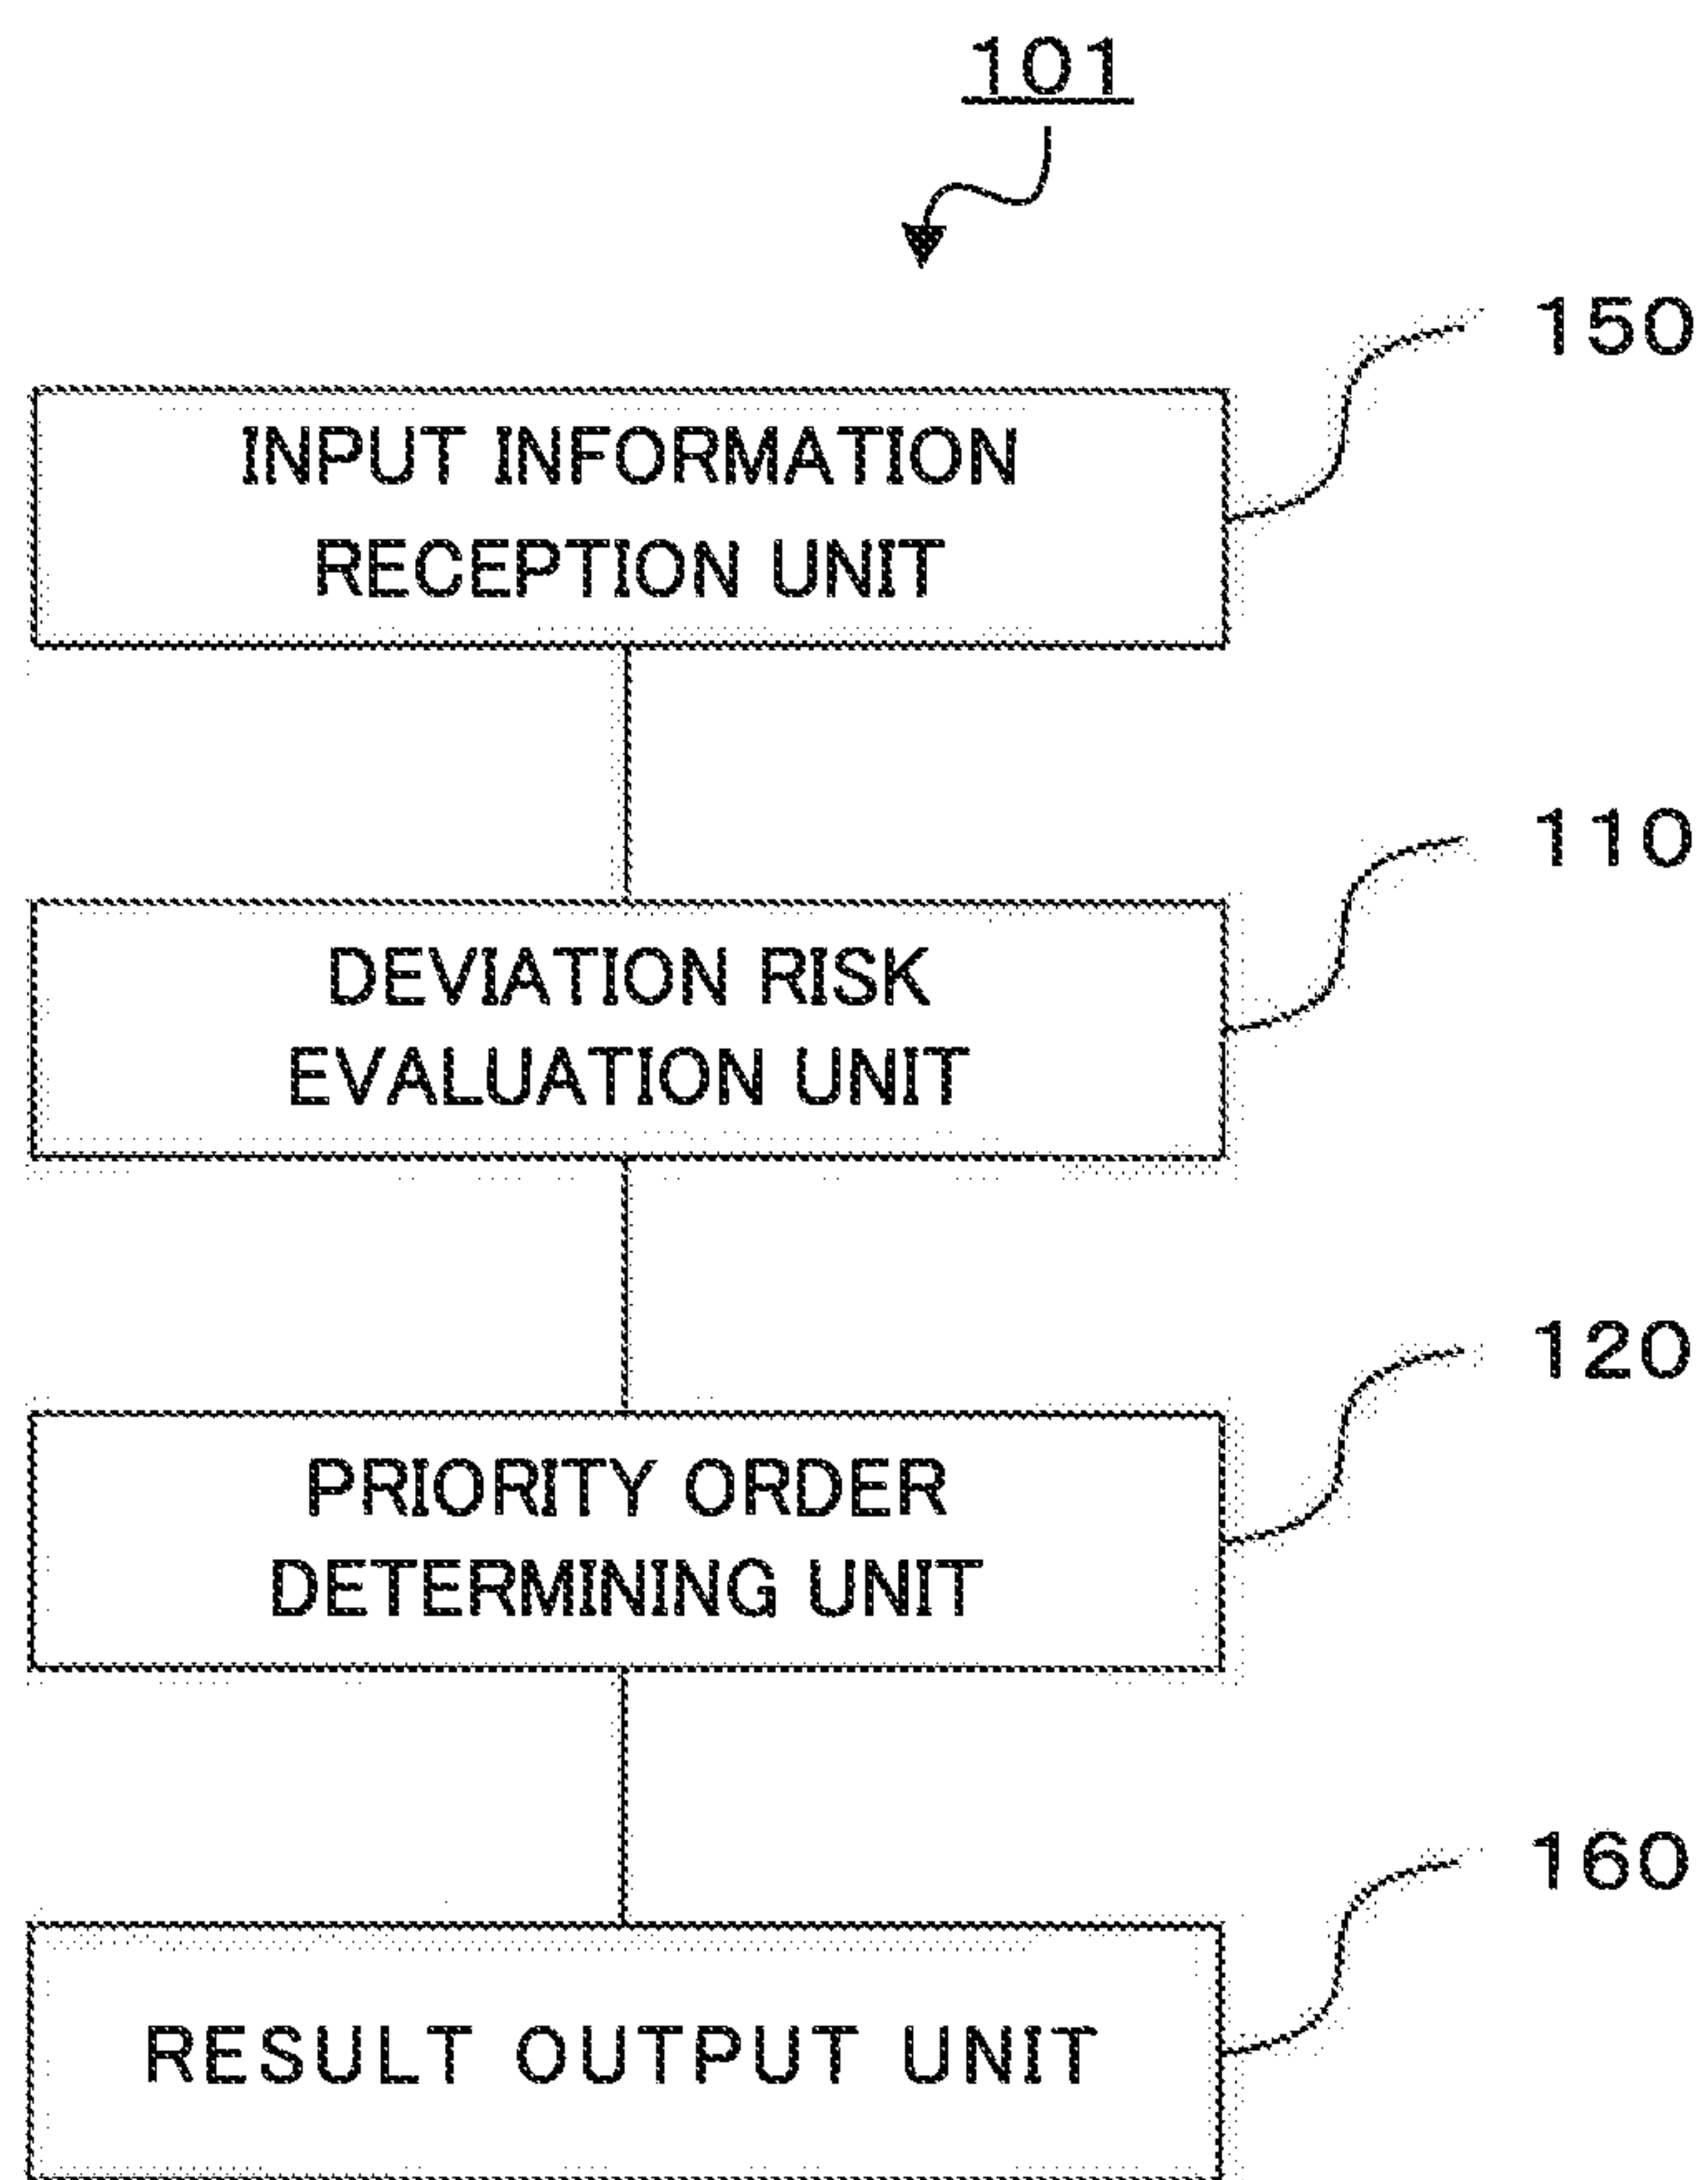 101
150
INPUT INFORMATION
RECEPTION UNIT
110
DEVIATION RISK
EVALUATION UNIT
120
PRIORITY ORDER
DETERMINING UNIT
160
RESULT OUTPUT UNIT